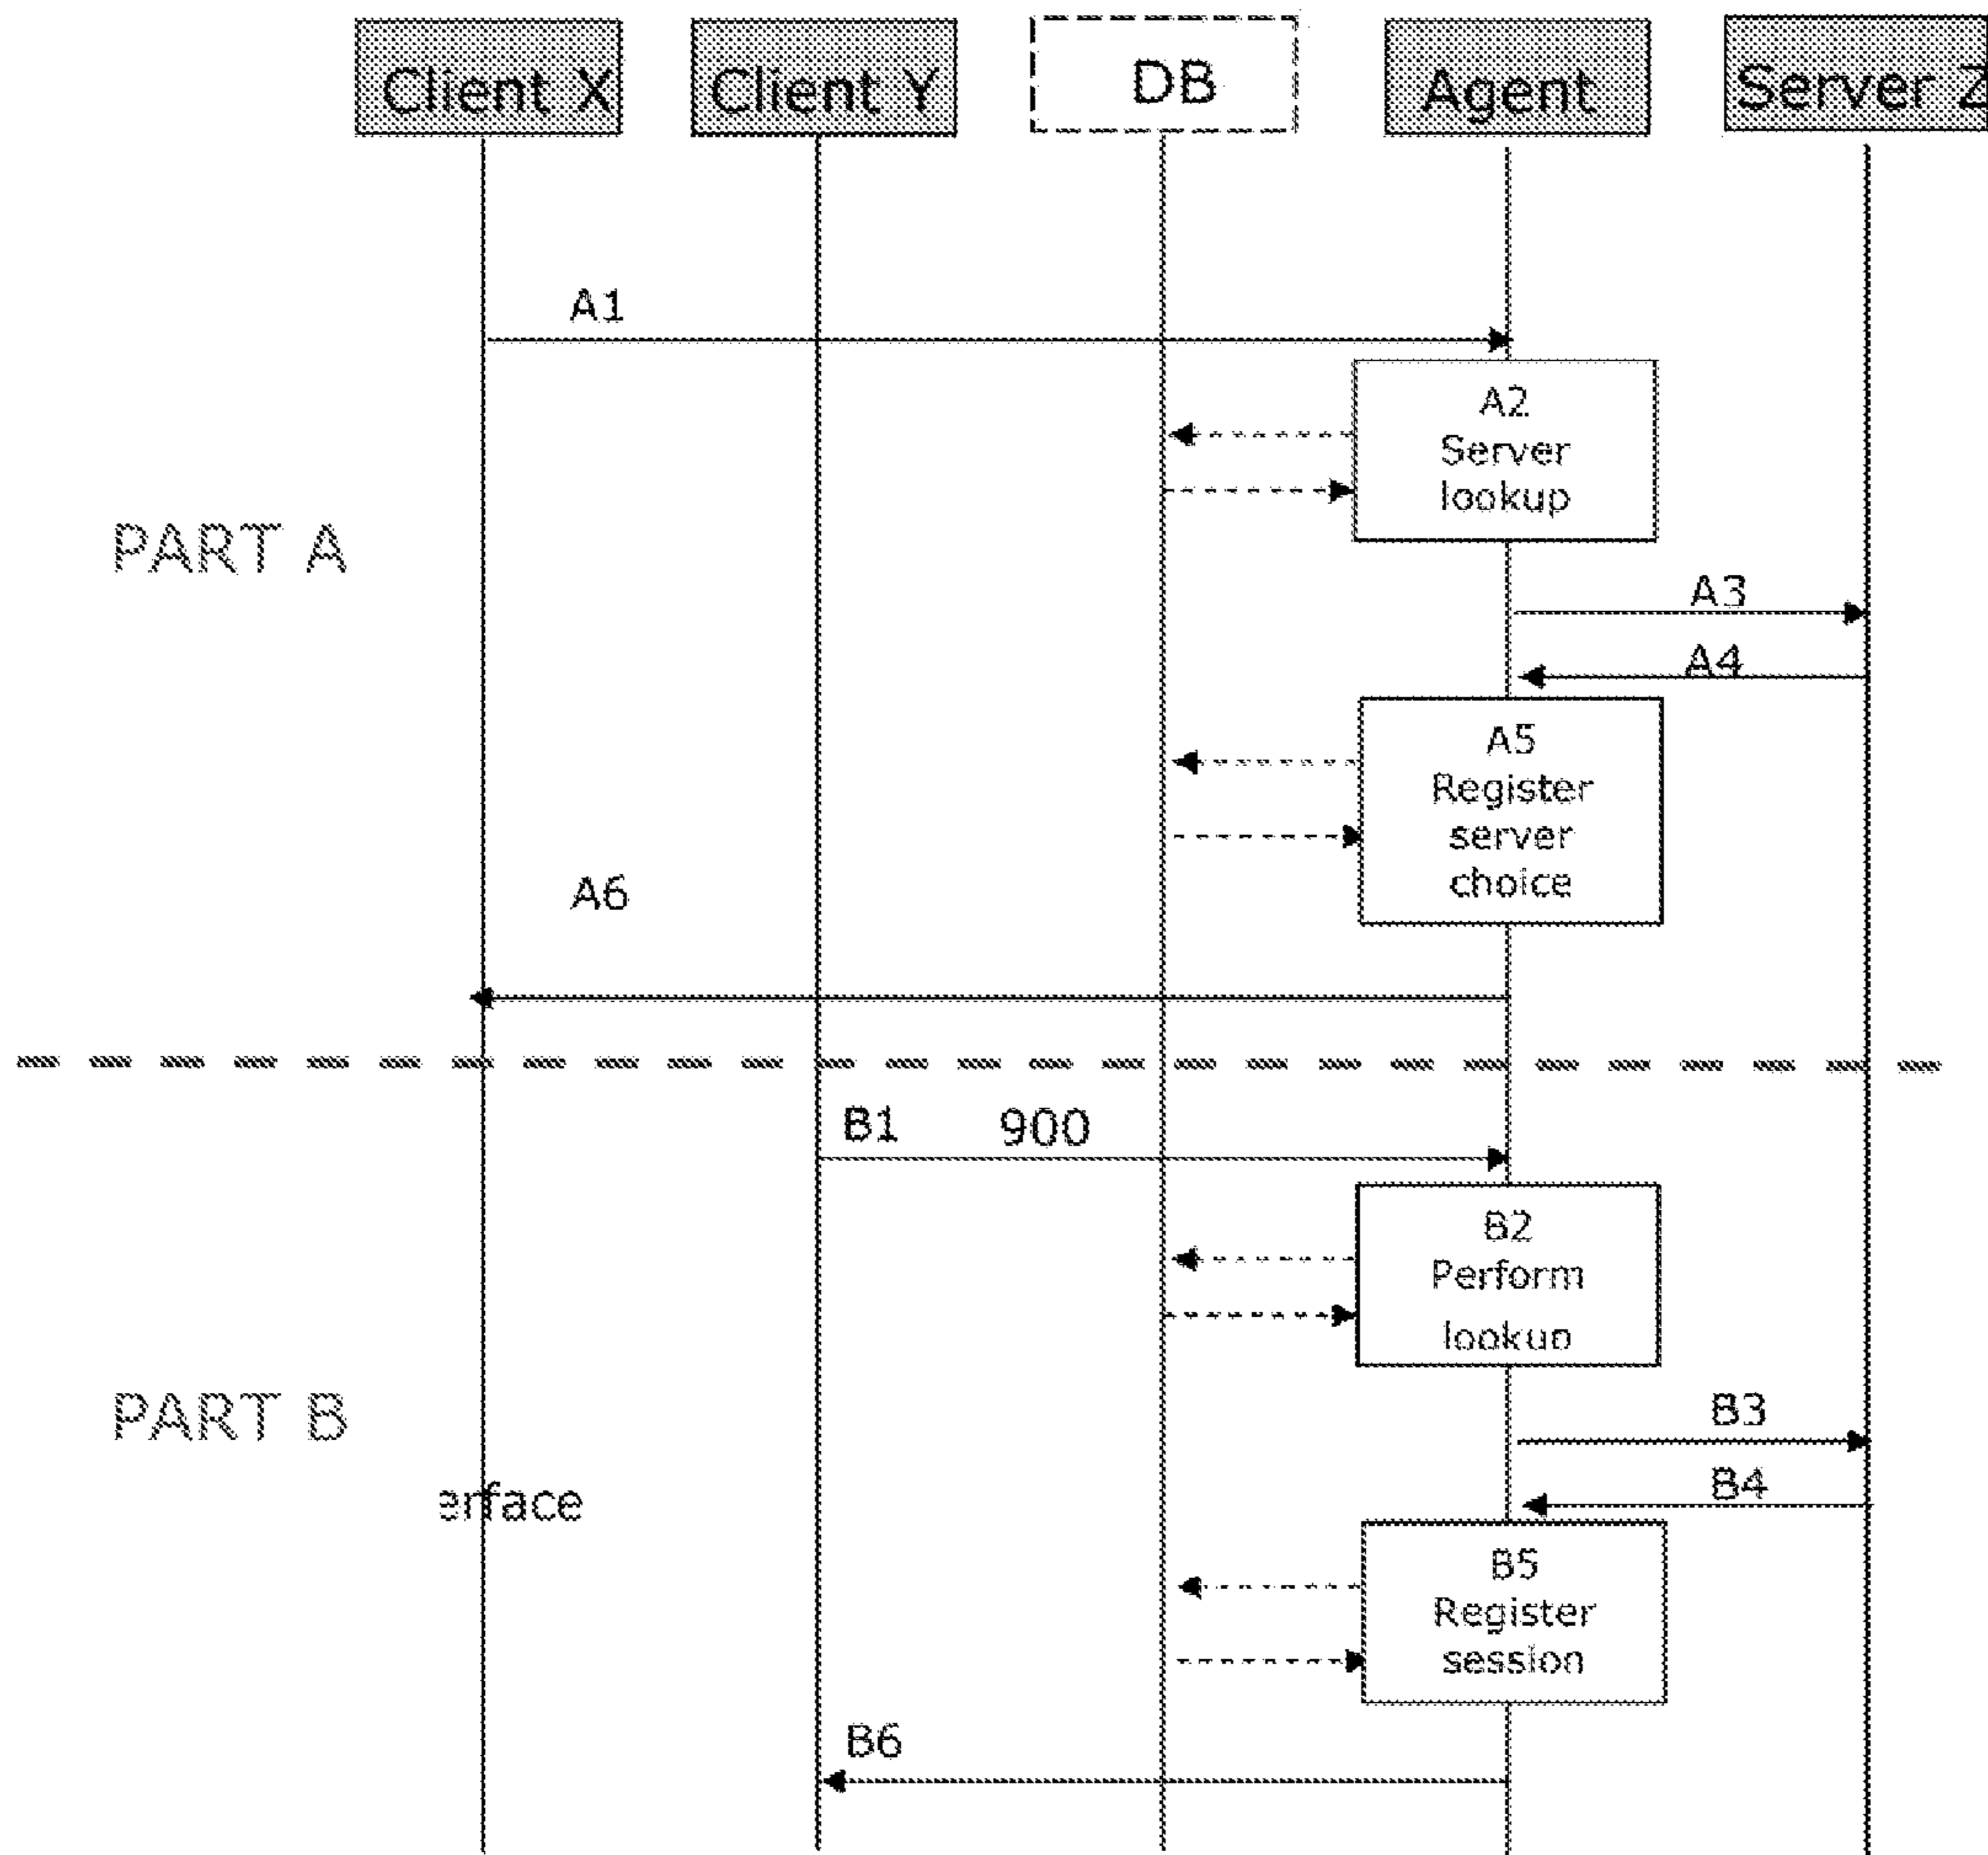 Client X
Client Y
DB
Agent
Server Z
A1
A2
Server
lookup
PART A
A3
A4
A5
Register
server
choice
A6
B1
900
B2
Perform
lookup
PART B
B3
B4
erface
B5
Register
session
B6